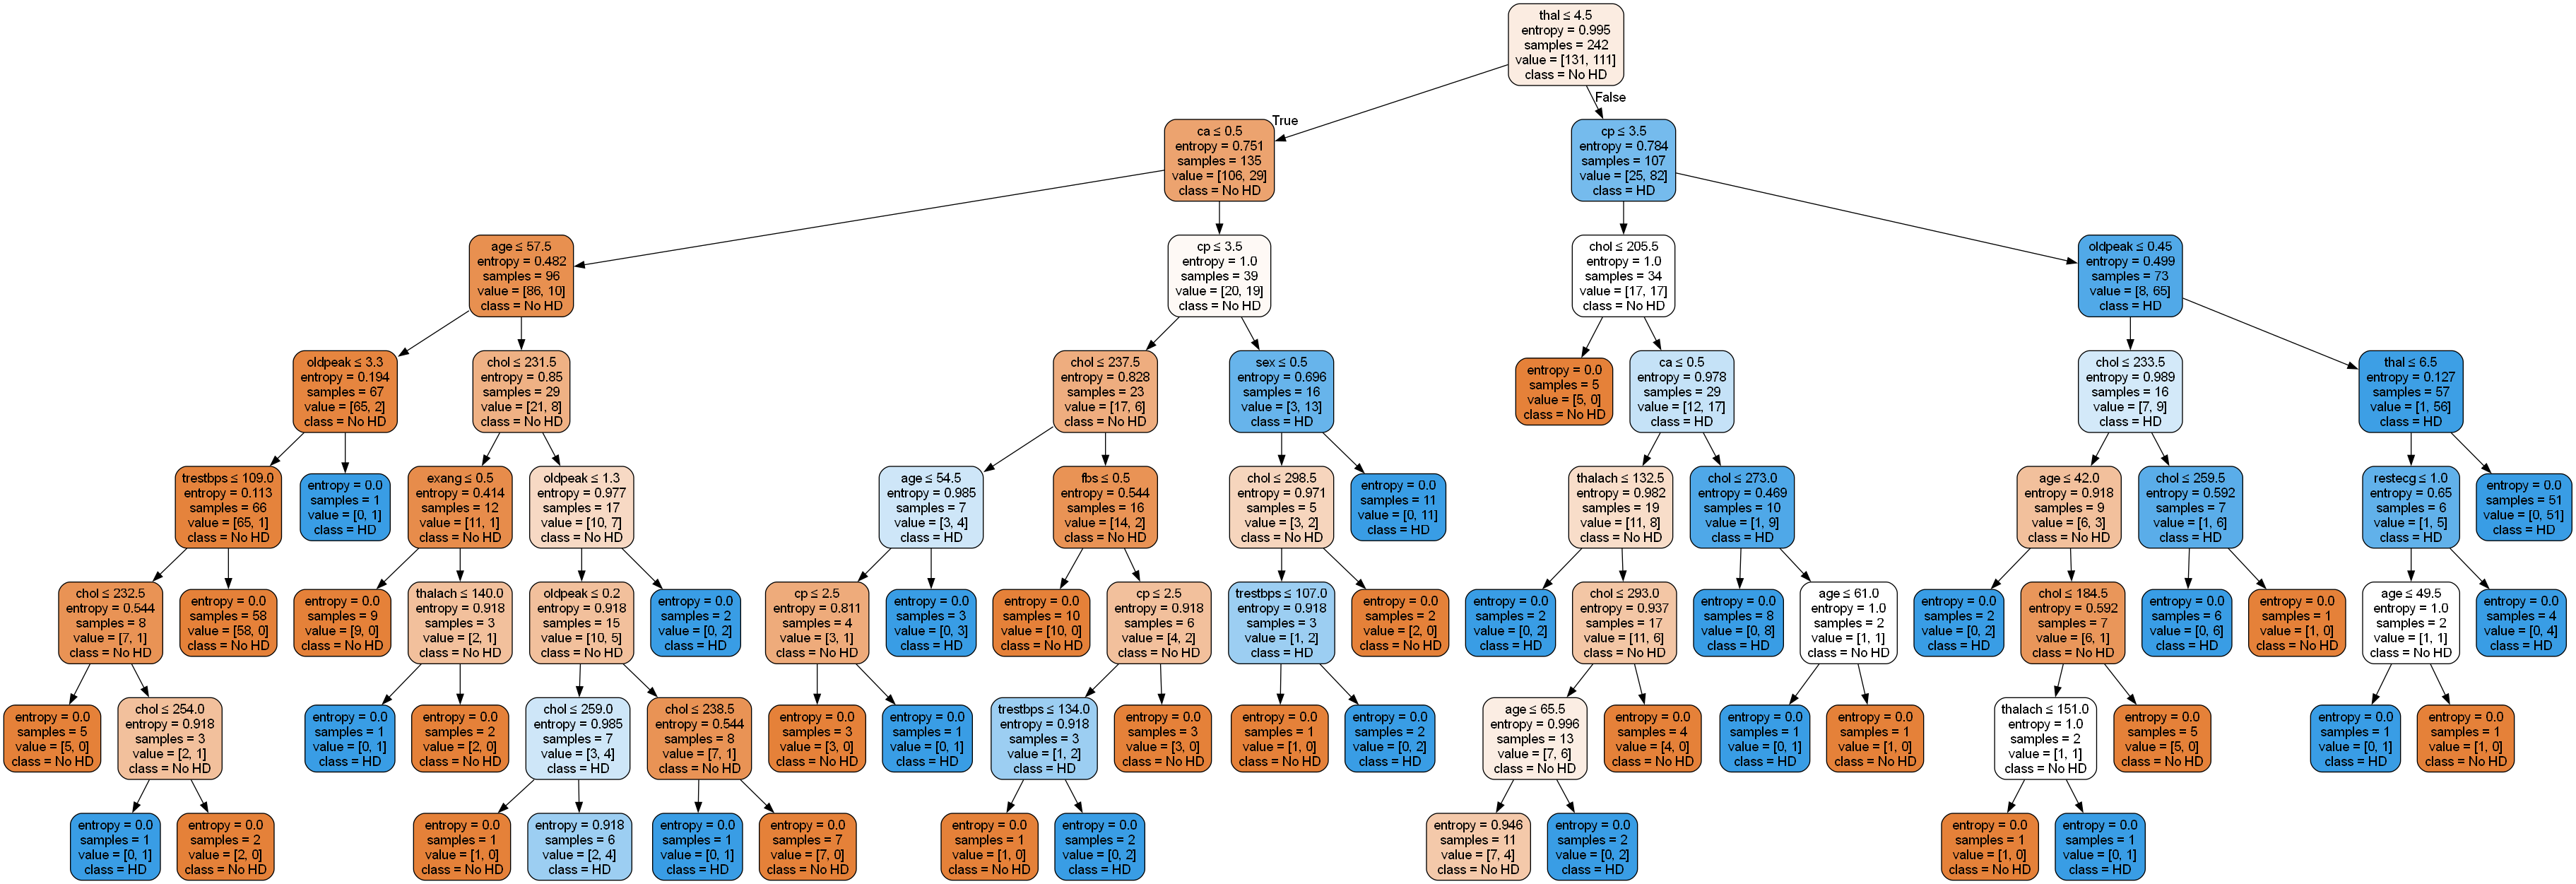 thal ≤ 4.5
entropy = 0.995
samples = 242
value = [131, 111]
class = No HD
True
False
ca ≤ 0.5
entropy = 0.751
samples = 135
value = [106, 29]
class = No HD
cp ≤ 3.5
entropy = 0.784
samples = 107
value = [25, 82]
class = HD
age ≤ 57.5
entropy = 0.482
samples = 96
value = [86, 10]
class = No HD
cp ≤ 3.5
entropy = 1.0
samples = 39
value = [20, 19]
class = No HD
chol ≤ 205.5
entropy = 1.0
samples = 34
value = [17, 17]
class = No HD
oldpeak ≤ 0.45
entropy = 0.499
samples = 73
value = [8, 65]
class = HD
oldpeak ≤ 3.3
entropy = 0.194
samples = 67
value = [65, 2]
class = No HD
chol ≤ 231.5
entropy = 0.85
samples = 29
value = [21, 8]
class = No HD
chol ≤ 237.5
entropy = 0.828
samples = 23
value = [17, 6]
class = No HD
sex ≤ 0.5
entropy = 0.696
samples = 16
value = [3, 13]
class = HD
entropy = 0.0
samples = 5
value = [5, 0]
class = No HD
ca ≤ 0.5
entropy = 0.978
samples = 29
value = [12, 17]
class = HD
chol ≤ 233.5
entropy = 0.989
samples = 16
value = [7, 9]
class = HD
thal ≤ 6.5
entropy = 0.127
samples = 57
value = [1, 56]
class = HD
trestbps ≤ 109.0
entropy = 0.113
samples = 66
value = [65, 1]
class = No HD
entropy = 0.0
samples = 1
value = [0, 1]
class = HD
exang ≤ 0.5
entropy = 0.414
samples = 12
value = [11, 1]
class = No HD
oldpeak ≤ 1.3
entropy = 0.977
samples = 17
value = [10, 7]
class = No HD
age ≤ 54.5
entropy = 0.985
samples = 7
value = [3, 4]
class = HD
fbs ≤ 0.5
entropy = 0.544
samples = 16
value = [14, 2]
class = No HD
chol ≤ 298.5
entropy = 0.971
samples = 5
value = [3, 2]
class = No HD
entropy = 0.0
samples = 11
value = [0, 11]
class = HD
thalach ≤ 132.5
entropy = 0.982
samples = 19
value = [11, 8]
class = No HD
chol ≤ 273.0
entropy = 0.469
samples = 10
value = [1, 9]
class = HD
age ≤ 42.0
entropy = 0.918
samples = 9
value = [6, 3]
class = No HD
chol ≤ 259.5
entropy = 0.592
samples = 7
value = [1, 6]
class = HD
restecg ≤ 1.0
entropy = 0.65
samples = 6
value = [1, 5]
class = HD
entropy = 0.0
samples = 51
value = [0, 51]
class = HD
chol ≤ 232.5
entropy = 0.544
samples = 8
value = [7, 1]
class = No HD
entropy = 0.0
samples = 58
value = [58, 0]
class = No HD
entropy = 0.0
samples = 9
value = [9, 0]
class = No HD
thalach ≤ 140.0
entropy = 0.918
samples = 3
value = [2, 1]
class = No HD
oldpeak ≤ 0.2
entropy = 0.918
samples = 15
value = [10, 5]
class = No HD
entropy = 0.0
samples = 2
value = [0, 2]
class = HD
cp ≤ 2.5
entropy = 0.811
samples = 4
value = [3, 1]
class = No HD
entropy = 0.0
samples = 3
value = [0, 3]
class = HD
entropy = 0.0
samples = 10
value = [10, 0]
class = No HD
cp ≤ 2.5
entropy = 0.918
samples = 6
value = [4, 2]
class = No HD
trestbps ≤ 107.0
entropy = 0.918
samples = 3
value = [1, 2]
class = HD
entropy = 0.0
samples = 2
value = [2, 0]
class = No HD
entropy = 0.0
samples = 2
value = [0, 2]
class = HD
chol ≤ 293.0
entropy = 0.937
samples = 17
value = [11, 6]
class = No HD
entropy = 0.0
samples = 8
value = [0, 8]
class = HD
age ≤ 61.0
entropy = 1.0
samples = 2
value = [1, 1]
class = No HD
entropy = 0.0
samples = 2
value = [0, 2]
class = HD
chol ≤ 184.5
entropy = 0.592
samples = 7
value = [6, 1]
class = No HD
entropy = 0.0
samples = 6
value = [0, 6]
class = HD
entropy = 0.0
samples = 1
value = [1, 0]
class = No HD
age ≤ 49.5
entropy = 1.0
samples = 2
value = [1, 1]
class = No HD
entropy = 0.0
samples = 4
value = [0, 4]
class = HD
entropy = 0.0
samples = 5
value = [5, 0]
class = No HD
chol ≤ 254.0
entropy = 0.918
samples = 3
value = [2, 1]
class = No HD
entropy = 0.0
samples = 1
value = [0, 1]
class = HD
entropy = 0.0
samples = 2
value = [2, 0]
class = No HD
chol ≤ 259.0
entropy = 0.985
samples = 7
value = [3, 4]
class = HD
chol ≤ 238.5
entropy = 0.544
samples = 8
value = [7, 1]
class = No HD
entropy = 0.0
samples = 3
value = [3, 0]
class = No HD
entropy = 0.0
samples = 1
value = [0, 1]
class = HD
trestbps ≤ 134.0
entropy = 0.918
samples = 3
value = [1, 2]
class = HD
entropy = 0.0
samples = 3
value = [3, 0]
class = No HD
entropy = 0.0
samples = 1
value = [1, 0]
class = No HD
entropy = 0.0
samples = 2
value = [0, 2]
class = HD
age ≤ 65.5
entropy = 0.996
samples = 13
value = [7, 6]
class = No HD
entropy = 0.0
samples = 4
value = [4, 0]
class = No HD
entropy = 0.0
samples = 1
value = [0, 1]
class = HD
entropy = 0.0
samples = 1
value = [1, 0]
class = No HD
thalach ≤ 151.0
entropy = 1.0
samples = 2
value = [1, 1]
class = No HD
entropy = 0.0
samples = 5
value = [5, 0]
class = No HD
entropy = 0.0
samples = 1
value = [0, 1]
class = HD
entropy = 0.0
samples = 1
value = [1, 0]
class = No HD
entropy = 0.0
samples = 1
value = [0, 1]
class = HD
entropy = 0.0
samples = 2
value = [2, 0]
class = No HD
entropy = 0.0
samples = 1
value = [1, 0]
class = No HD
entropy = 0.918
samples = 6
value = [2, 4]
class = HD
entropy = 0.0
samples = 1
value = [0, 1]
class = HD
entropy = 0.0
samples = 7
value = [7, 0]
class = No HD
entropy = 0.0
samples = 1
value = [1, 0]
class = No HD
entropy = 0.0
samples = 2
value = [0, 2]
class = HD
entropy = 0.946
samples = 11
value = [7, 4]
class = No HD
entropy = 0.0
samples = 2
value = [0, 2]
class = HD
entropy = 0.0
samples = 1
value = [1, 0]
class = No HD
entropy = 0.0
samples = 1
value = [0, 1]
class = HD